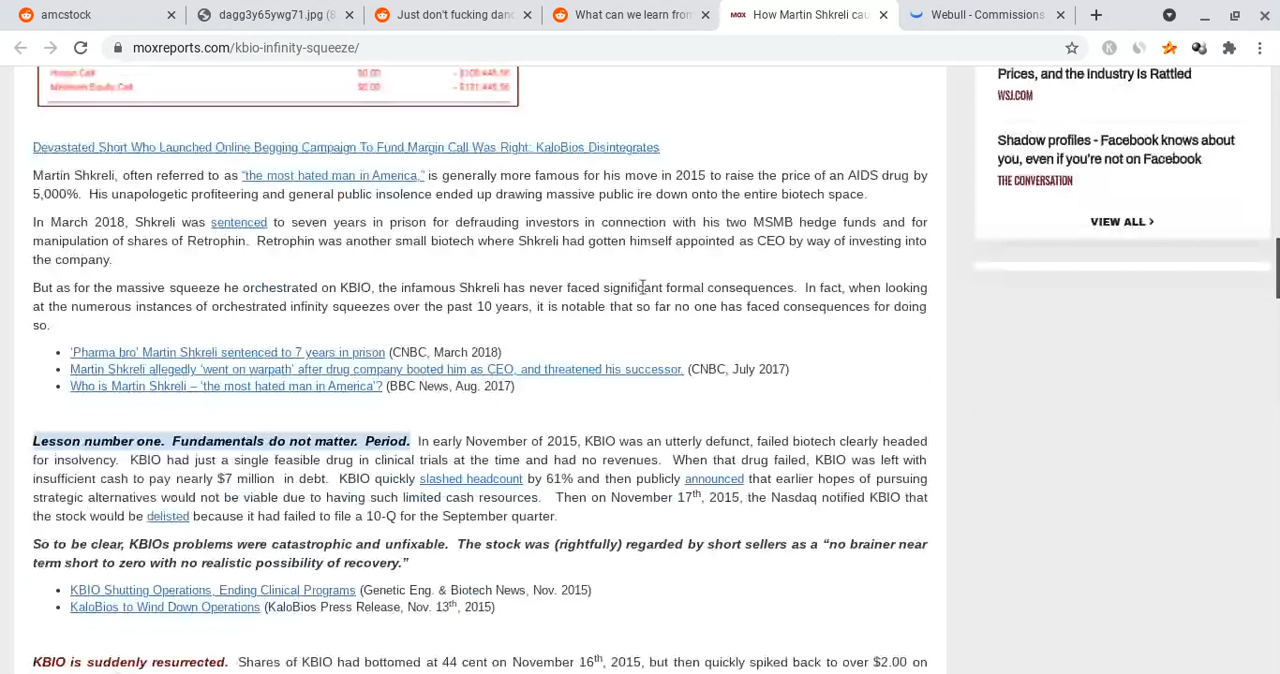 amcstock
dagg3y65ywg71.jpg (8
Just don't fucking danc
What can we learn from
MOX How Martin Shkreli cau
Webull - Commissions
moxreports.com/kbio-infinity-squeeze/
$0.00
Minimum Equity Call $0.00
Devastated Short Who Launched Online Begging Campaign To Fund Margin Call Was Right: KaloBios Disintegrates
Martin Shkreli, often referred to as “the most hated man in America,” is generally more famous for his move in 2015 to raise the price of an AIDS drug by
5,000%. His unapologetic profiteering and general public insolence ended up drawing massive public ire down onto the entire biotech space.
In March 2018, Shkreli was sentenced to seven years in prison for defrauding investors in connection with his two MSMB hedge funds and for
manipulation of shares of Retrophin. Retrophin was another small biotech where Shkreli had gotten himself appointed as CEO by way of investing into
the company.
But as for the massive squeeze he orchestrated on KBIO, the infamous Shkreli has never faced significant formal consequences. In fact, when looking
at the numerous instances of orchestrated infinity squeezes over the past 10 years, it is notable that so far no one has faced consequences for doing
so.
• ‘Pharma bro’ Martin Shkreli sentenced to 7 years in prison (CNBC, March 2018)
• Martin Shkreli allegedly ‘went on warpath’ after drug company booted him as CEO, and threatened his successor. (CNBC, July 2017)
• Who is Martin Shkreli – ‘the most hated man in America’? (BBC News, Aug. 2017)
Lesson number one. Fundamentals do not matter. Period. In early November of 2015, KBIO was an utterly defunct, failed biotech clearly headed
for insolvency. KBIO had just a single feasible drug in clinical trials at the time and had no revenues. When that drug failed, KBIO was left with
insufficient cash to pay nearly $7 million in debt. KBIO quickly slashed headcount by 61% and then publicly announced that earlier hopes of pursuing
strategic alternatives would not be viable due to having such limited cash resources. Then on November 17th, 2015, the Nasdaq notified KBIO that
the stock would be delisted because it had failed to file a 10-Q for the September quarter.
So to be clear, KBIOs problems were catastrophic and unfixable. The stock was (rightfully) regarded by short sellers as a “no brainer near
term short to zero with no realistic possibility of recovery.”
• KBIO Shutting Operations, Ending Clinical Programs (Genetic Eng. & Biotech News, Nov. 2015)
• KaloBios to Wind Down Operations (KaloBios Press Release, Nov. 13th, 2015)
KBIO is suddenly resurrected. Shares of KBIO had bottomed at 44 cent on November 16th, 2015, but then quickly spiked back to over $2.00 on
Prices, and the Industry Is Rattled
WSJ.COM
Shadow profiles - Facebook knows about
you, even if you’re not on Facebook
THE CONVERSATION
VIEW ALL >